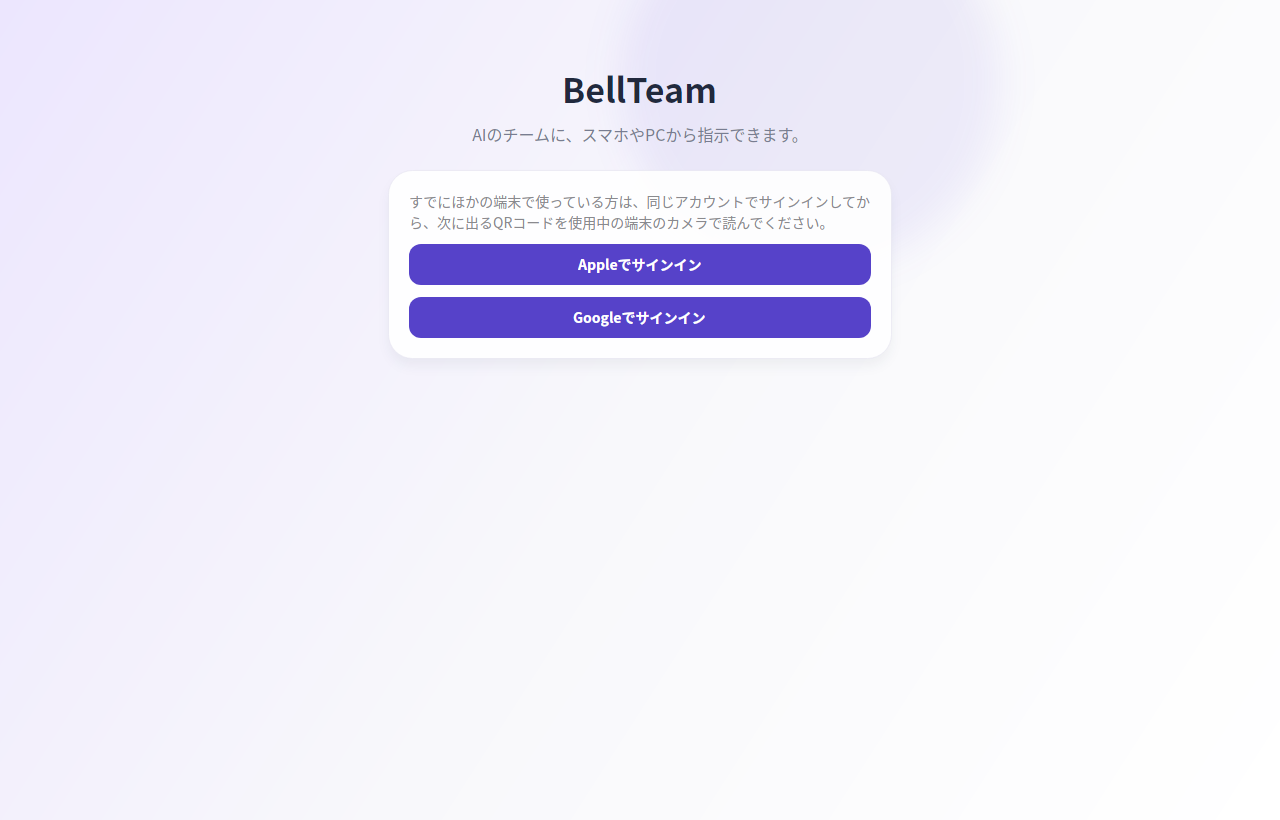 BellTeam
AIのチームに、スマホやPCから指示できます。
すでにほかの端末で使っている方は、同じアカウントでサインインしてか
ら、次に出るQRコードを使用中の端末のカメラで読んでください。
Appleでサインイン
Googleでサインイン